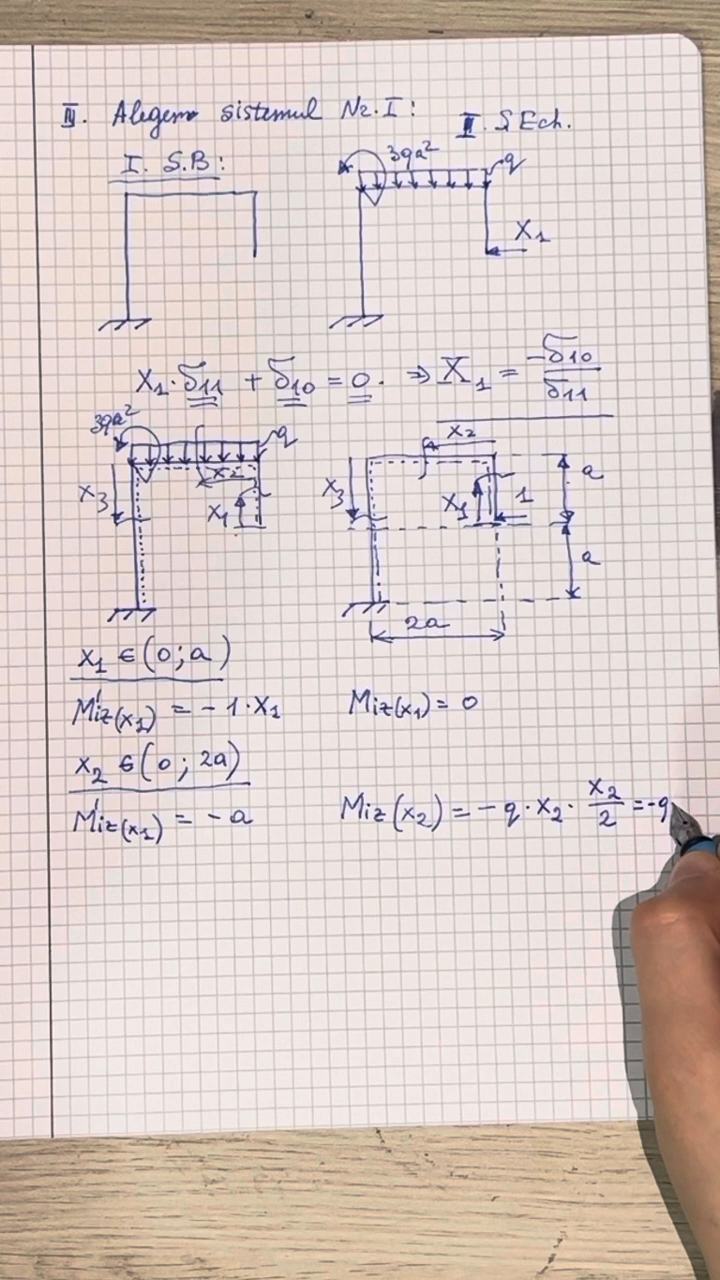 II. Alegem sistemul Nr.I:
II. S Ech.
I. S.B:
3qa² q
X₁
X₁·δ₁₁ + δ₁₀ = 0. ⇒ X₁ = -δ₁₀/δ₁₁
3qa² q
x₃ x₂ x₁
x₂
x₃ x₁ 1 a
a
2a
x₁ ∈ (0; a)
M'iz(x₁) = -1·x₁ Miz(x₁) = 0
x₂ ∈ (0; 2a)
M'iz(x₁) = -a Miz(x₂) = -q·x₂·x₂/2 = -q